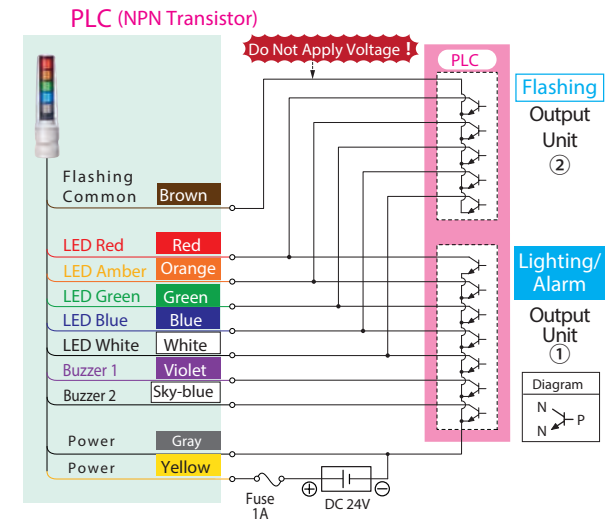 PLC (NPN Transistor)
Do Not Apply Voltage !
PLC
Flashing
Output
Unit
②
Flashing
Common
Brown
LED Red
Red
LED Amber
Orange
LED Green
Green
LED Blue
Blue
LED White
White
Buzzer 1
Violet
Buzzer 2
Sky-blue
Power
Gray
Power
Yellow
Lighting/
Alarm
Output
Unit
①
Diagram
N
P
N
Fuse
1A
⊕
⊖
DC 24V